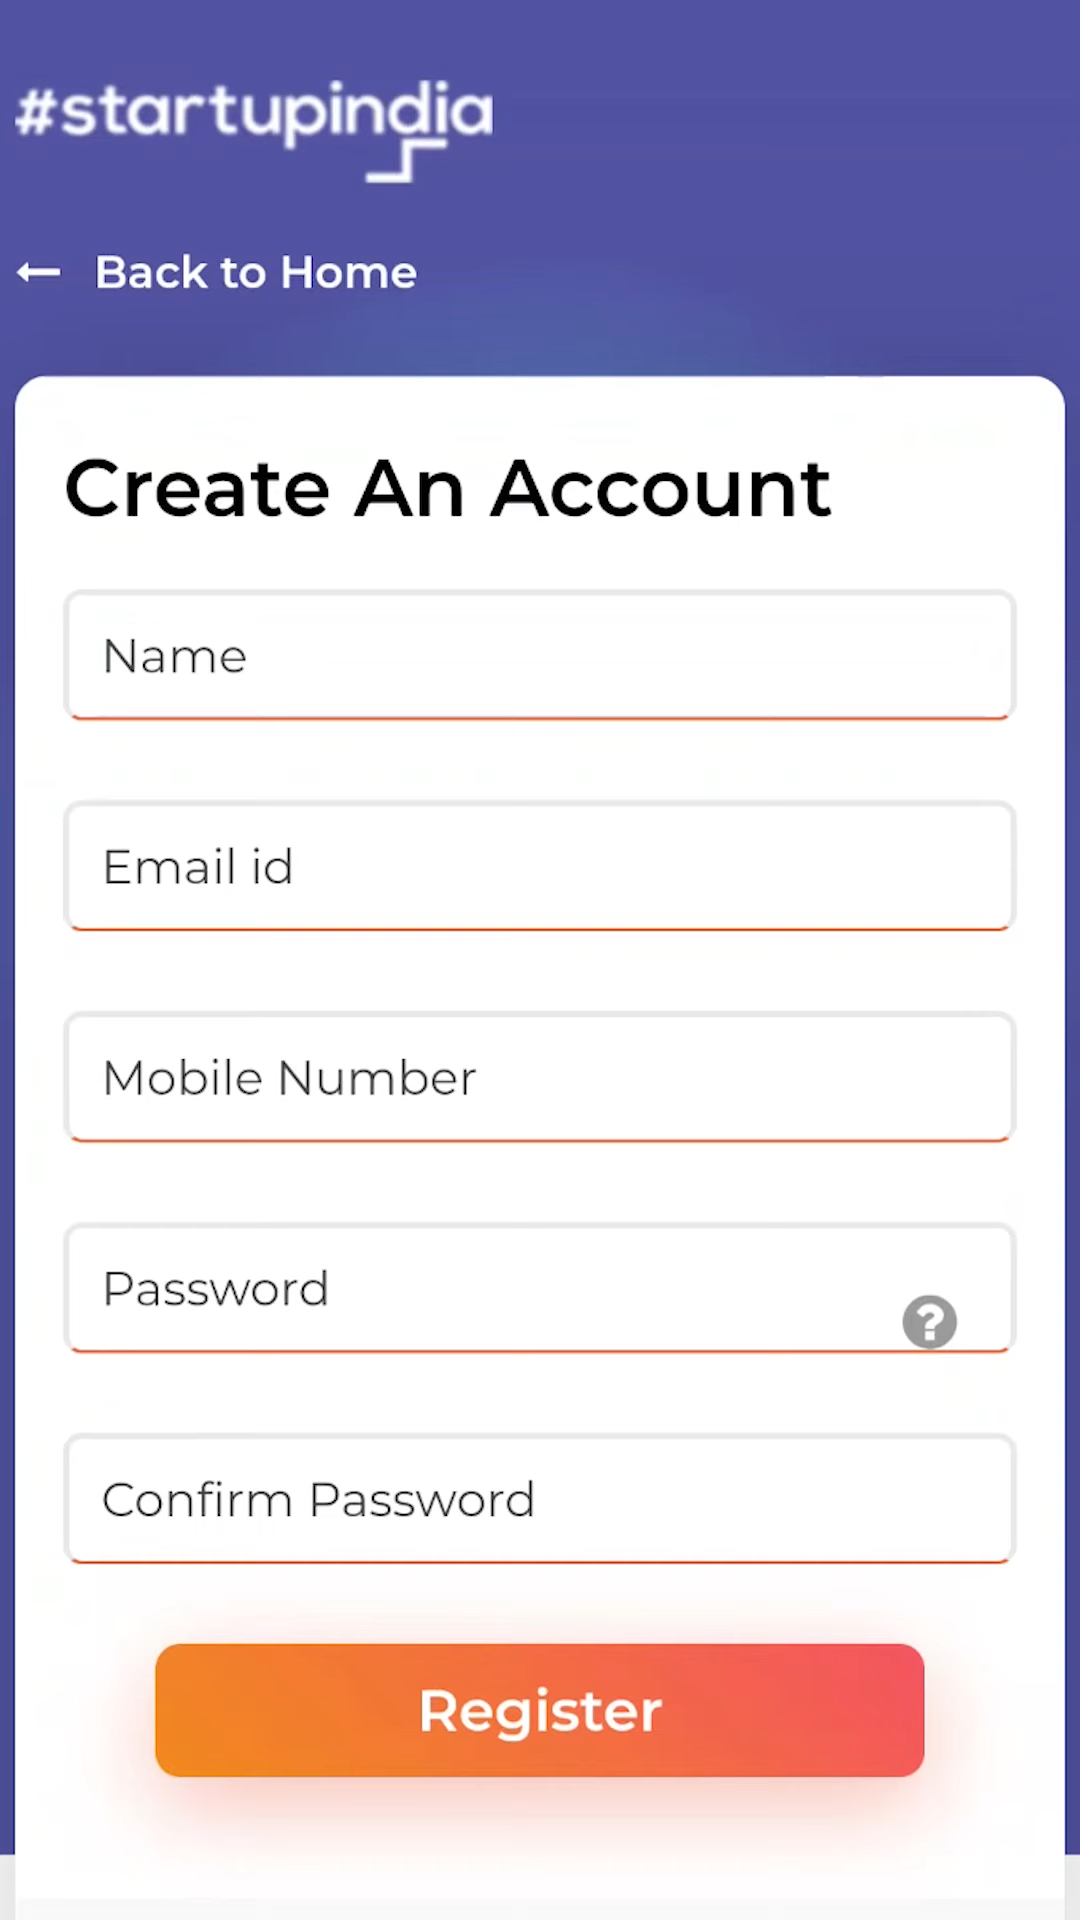 #startupindia
Back to Home
Create An Account
Name
Email id
Mobile Number
Password
?
Confirm Password
Register